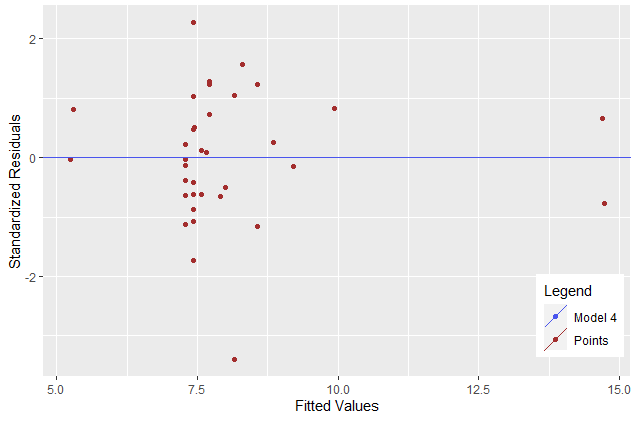 2
0
-2
Standardized Residuals
5.0 7.5 10.0 12.5 15.0
Fitted Values
Legend
Model 4
Points